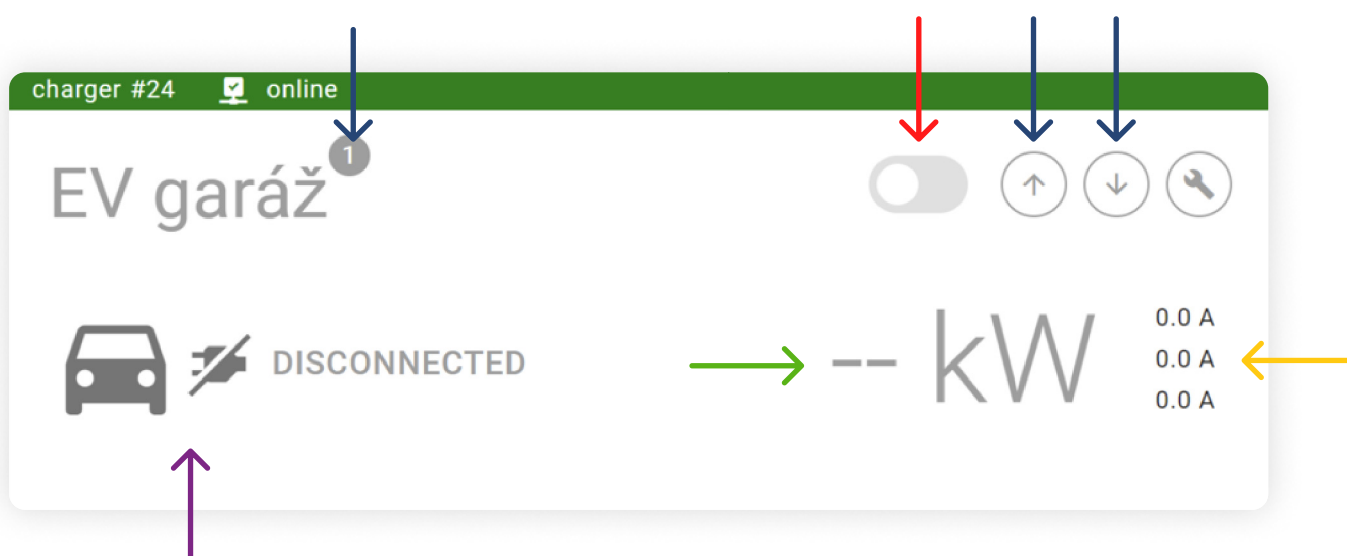 charger #24 online
EV garáž 1
DISCONNECTED
-- kW
0.0 A
0.0 A
0.0 A